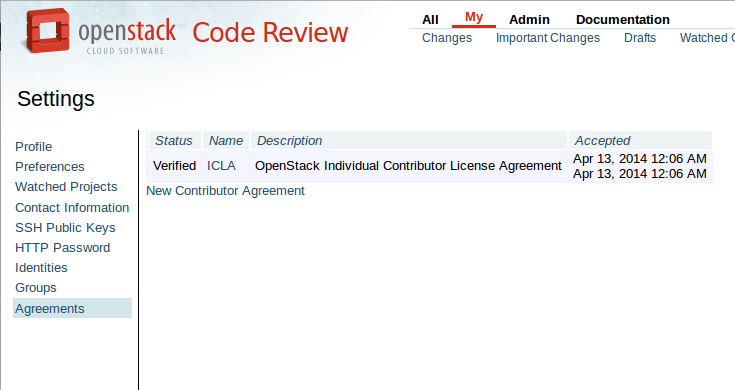 openstack
CLOUD SOFTWARE
Code Review
All My Admin Documentation
Changes Important Changes Drafts Watched
Settings
Profile
Preferences
Watched Projects
Contact Information
SSH Public Keys
HTTP Password
Identities
Groups
Agreements
Status Name Description Accepted
Verified ICLA OpenStack Individual Contributor License Agreement Apr 13, 2014 12:06 AM
Apr 13, 2014 12:06 AM
New Contributor Agreement